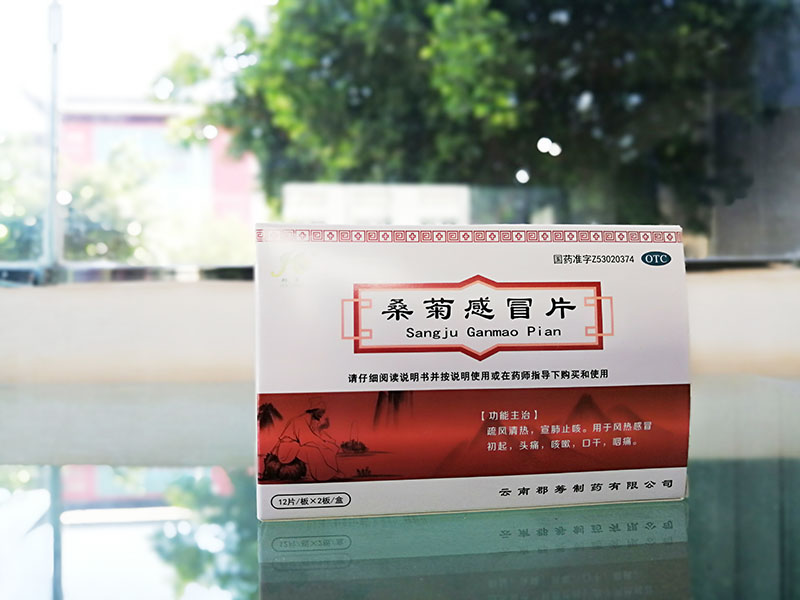 国药准字Z53020374 OTC
桑菊感冒片
Sangju Ganmao Pian
请仔细阅读说明书并按说明使用或在药师指导下购买和使用
【功能主治】
疏风清热，宣肺止咳。用于风热感冒
初起，头痛，咳嗽，口干，咽痛。
12片/板×2板/盒
云南郡筹制药有限公司